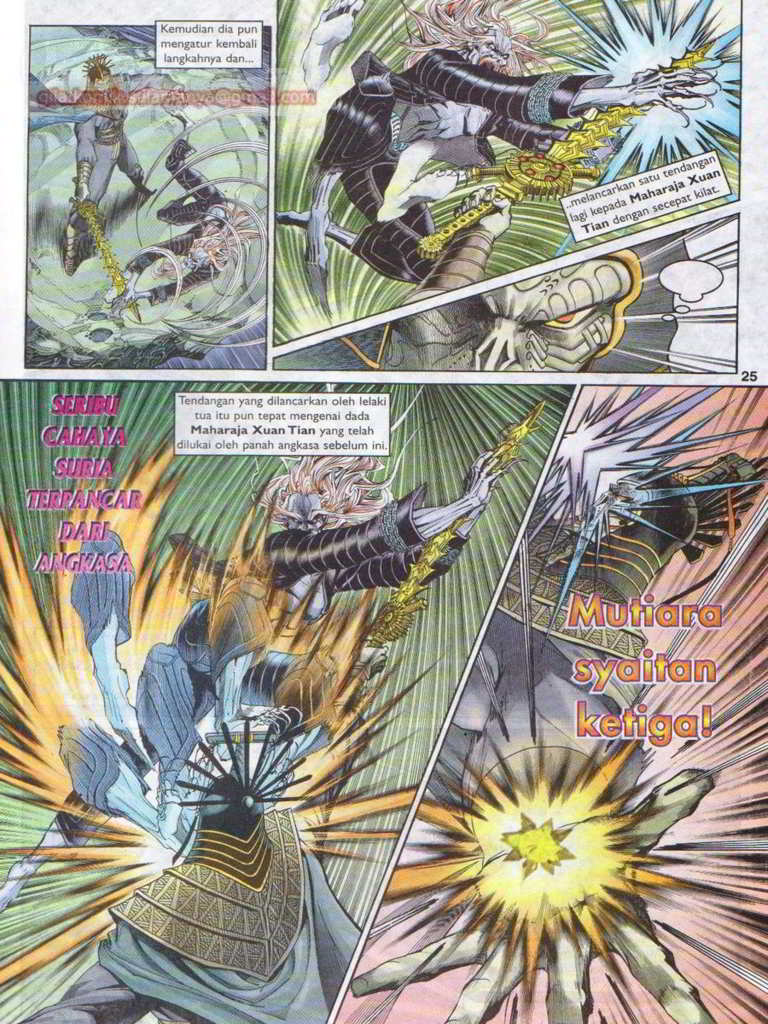 Kemudian dia pun
mengatur kembali
langkahnya dan...
..melancarkan satu tendangan
lagi kepada Maharaja Xuan
Tian dengan secepat kilat.
25
SERIBU
CAHAYA
SURIA
TERPANCAR
DARI
ANGKASA
Tendangan yang dilancarkan oleh lelaki
tua itu pun tepat mengenai dada
Maharaja Xuan Tian yang telah
dilukai oleh panah angkasa sebelum ini.
Mutiara
syaitan
ketiga!